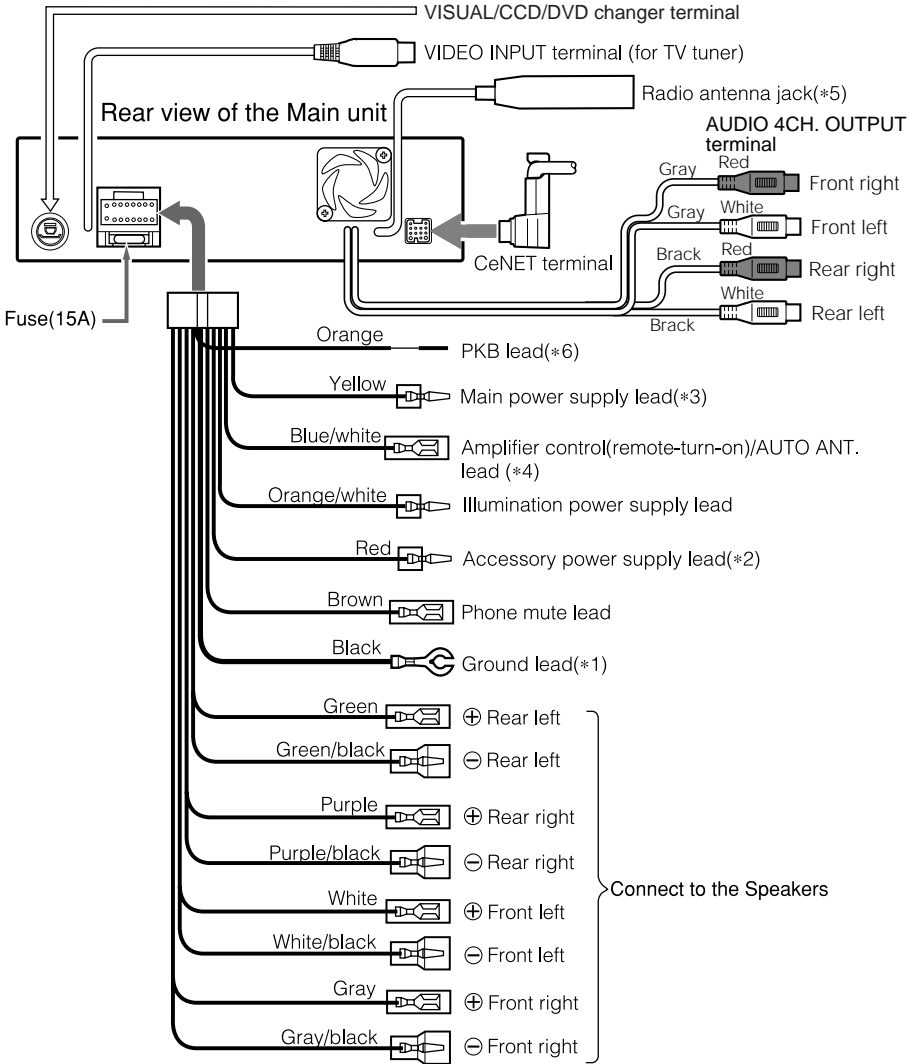 VISUAL/CCD/DVD changer terminal
VIDEO INPUT terminal (for TV tuner)
Rear view of the Main unit
Radio antenna jack(*5)
AUDIO 4CH. OUTPUT
terminal
Gray Red Front right
Gray White Front left
Brack Red Rear right
Brack White Rear left
CeNET terminal
Fuse(15A)
Orange PKB lead(*6)
Yellow Main power supply lead(*3)
Blue/white Amplifier control(remote-turn-on)/AUTO ANT.
lead (*4)
Orange/white Illumination power supply lead
Red Accessory power supply lead(*2)
Brown Phone mute lead
Black Ground lead(*1)
Green ⊕ Rear left
Green/black ⊖ Rear left
Purple ⊕ Rear right
Purple/black ⊖ Rear right
Connect to the Speakers
White ⊕ Front left
White/black ⊖ Front left
Gray ⊕ Front right
Gray/black ⊖ Front right